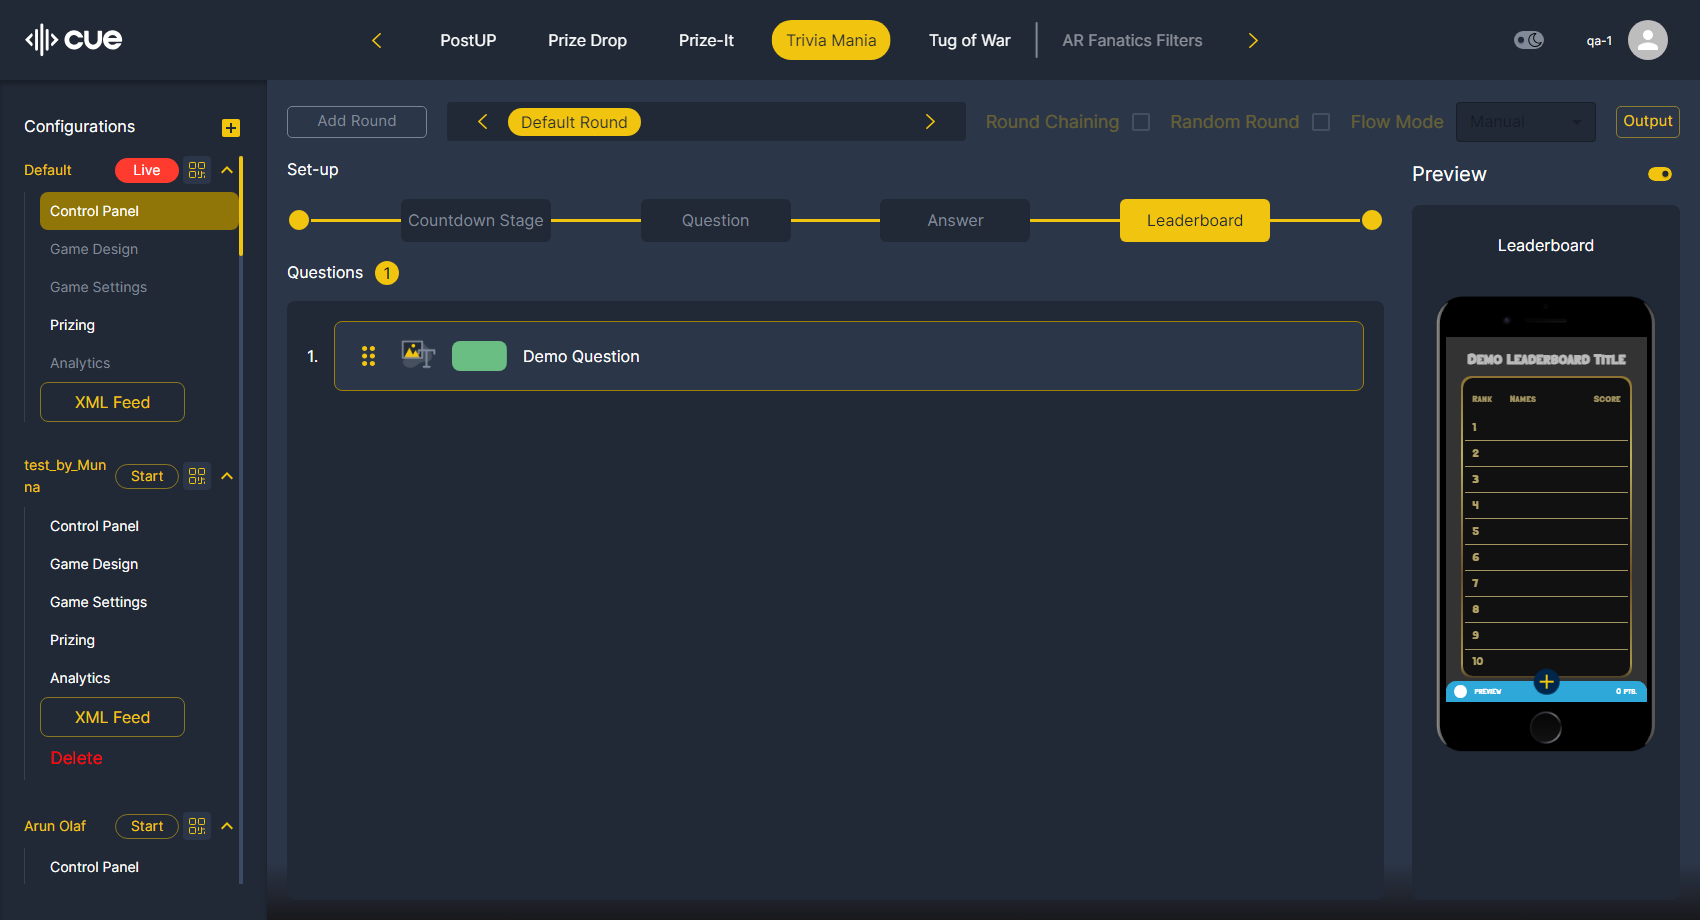 cue
PostUP
Prize Drop
Prize-It
Trivia Mania
Tug of War
AR Fanatics Filters
qa-1
Configurations
Default
Live
Control Panel
Game Design
Game Settings
Prizing
Analytics
XML Feed
test_by_Mun
na
Start
Control Panel
Game Design
Game Settings
Prizing
Analytics
XML Feed
Delete
Arun Olaf
Start
Control Panel
Add Round
Default Round
Round Chaining
Random Round
Flow Mode
Manual
Output
Set-up
Countdown Stage
Question
Answer
Leaderboard
Questions 1
1.
Demo Question
Preview
Leaderboard
Demo Leaderboard Title
Rank Names Score
1
2
3
4
5
6
7
8
9
10
PREVIEW
0 PTS.